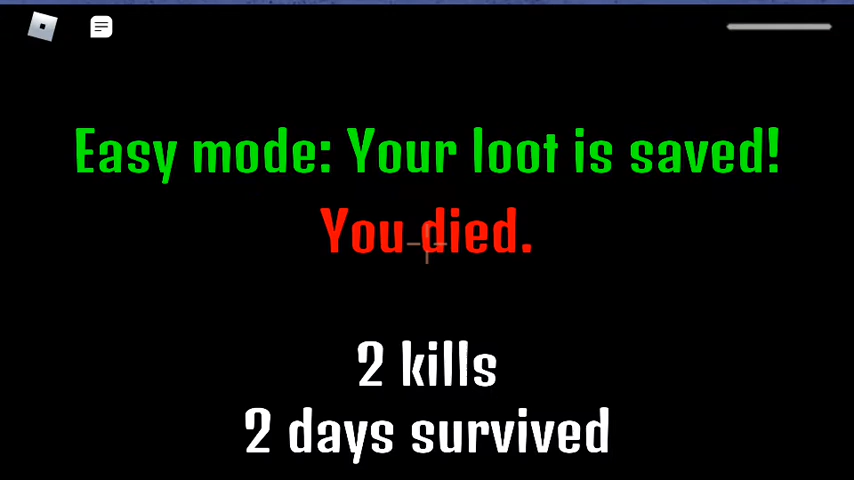 Easy mode: Your loot is saved!
You died.
2 kills
2 days survived